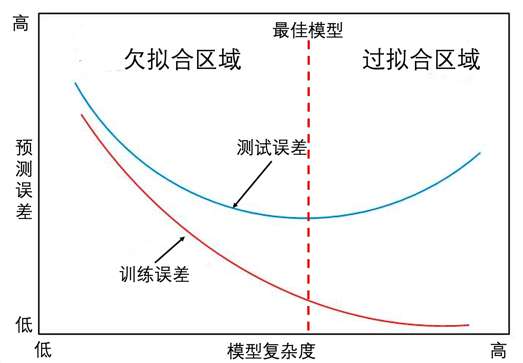 高
最佳模型
欠拟合区域
过拟合区域
测试误差
预测误差
训练误差
低
低
模型复杂度
高